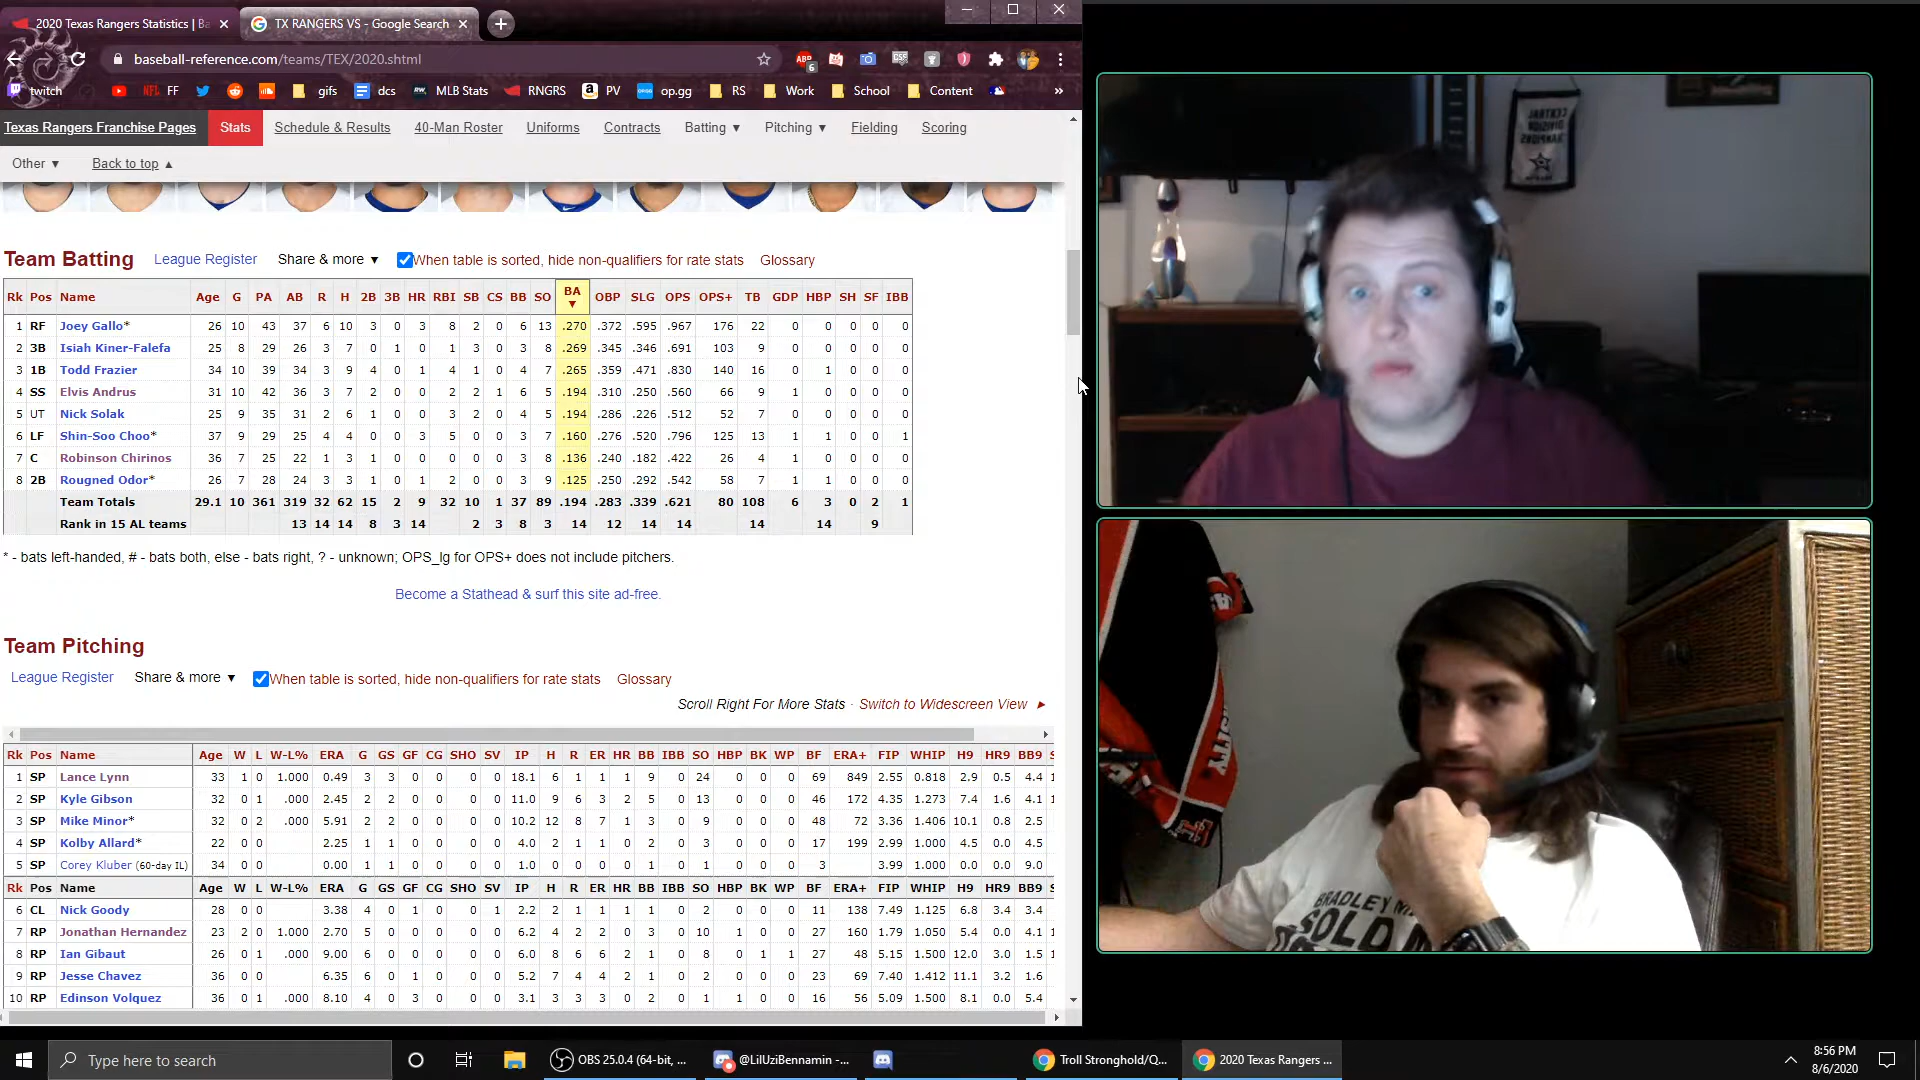 2020 Texas Rangers Statistics | Ba
TX RANGERS VS - Google Search
baseball-reference.com/teams/TEX/2020.shtml
twitch NFL FF gifs dcs MLB Stats RNGRS PV op.gg RS Work School Content »
Texas Rangers Franchise Pages Stats Schedule & Results 40-Man Roster Uniforms Contracts Batting ▼ Pitching ▼ Fielding Scoring
Other ▼ Back to top ▲
CENTRAL DIVISION CHAMPIONS
Team Batting League Register Share & more ▼ When table is sorted, hide non-qualifiers for rate stats Glossary
Rk Pos Name Age G PA AB R H 2B 3B HR RBI SB CS BB SO BA ▼ OBP SLG OPS OPS+ TB GDP HBP SH SF IBB
1 RF Joey Gallo* 26 10 43 37 6 10 3 0 3 8 2 0 6 13 .270 .372 .595 .967 176 22 0 0 0 0 0
2 3B Isiah Kiner-Falefa 25 8 29 26 3 7 0 1 0 1 3 0 3 8 .269 .345 .346 .691 103 9 0 0 0 0 0
3 1B Todd Frazier 34 10 39 34 3 9 4 0 1 4 1 0 4 7 .265 .359 .471 .830 140 16 0 1 0 0 0
4 SS Elvis Andrus 31 10 42 36 3 7 2 0 0 2 2 1 6 5 .194 .310 .250 .560 66 9 1 0 0 0 0
5 UT Nick Solak 25 9 35 31 2 6 1 0 0 3 2 0 4 5 .194 .286 .226 .512 52 7 0 0 0 0 0
6 LF Shin-Soo Choo* 37 9 29 25 4 4 0 0 3 5 0 0 3 7 .160 .276 .520 .796 125 13 1 1 0 0 1
7 C Robinson Chirinos 36 7 25 22 1 3 1 0 0 0 0 0 3 8 .136 .240 .182 .422 26 4 1 0 0 0 0
8 2B Rougned Odor* 26 7 28 24 3 3 1 0 1 2 0 0 3 9 .125 .250 .292 .542 58 7 1 1 0 0 0
Team Totals 29.1 10 361 319 32 62 15 2 9 32 10 1 37 89 .194 .283 .339 .621 80 108 6 3 0 2 1
Rank in 15 AL teams 13 14 14 8 3 14 2 3 8 3 14 12 14 14 14 14 9
* - bats left-handed, # - bats both, else - bats right, ? - unknown; OPS_lg for OPS+ does not include pitchers.
Become a Stathead & surf this site ad-free.
Team Pitching
League Register Share & more ▼ When table is sorted, hide non-qualifiers for rate stats Glossary
Scroll Right For More Stats · Switch to Widescreen View ►
Rk Pos Name Age W L W-L% ERA G GS GF CG SHO SV IP H R ER HR BB IBB SO HBP BK WP BF ERA+ FIP WHIP H9 HR9 BB9 S
1 SP Lance Lynn 33 1 0 1.000 0.49 3 3 0 0 0 0 18.1 6 1 1 1 9 0 24 0 0 0 69 849 2.55 0.818 2.9 0.5 4.4 1
2 SP Kyle Gibson 32 0 1 .000 2.45 2 2 0 0 0 0 11.0 9 6 3 2 5 0 13 0 0 0 46 172 4.35 1.273 7.4 1.6 4.1 1
3 SP Mike Minor* 32 0 2 .000 5.91 2 2 0 0 0 0 10.2 12 8 7 1 3 0 9 0 0 0 48 72 3.36 1.406 10.1 0.8 2.5
4 SP Kolby Allard* 22 0 0 2.25 1 1 0 0 0 0 4.0 2 1 1 0 2 0 3 0 0 0 17 199 2.99 1.000 4.5 0.0 4.5
5 SP Corey Kluber (60-day IL) 34 0 0 0.00 1 1 0 0 0 0 1.0 0 0 0 0 1 0 1 0 0 0 3 3.99 1.000 0.0 0.0 9.0
Rk Pos Name Age W L W-L% ERA G GS GF CG SHO SV IP H R ER HR BB IBB SO HBP BK WP BF ERA+ FIP WHIP H9 HR9 BB9 S
6 CL Nick Goody 28 0 0 3.38 4 0 1 0 0 1 2.2 2 1 1 1 1 0 2 0 0 0 11 138 7.49 1.125 6.8 3.4 3.4
7 RP Jonathan Hernandez 23 2 0 1.000 2.70 5 0 0 0 0 0 6.2 4 2 2 0 3 0 10 1 0 0 27 160 1.79 1.050 5.4 0.0 4.1 1
8 RP Ian Gibaut 26 0 1 .000 9.00 6 0 0 0 0 0 6.0 8 6 6 2 1 0 8 0 1 1 27 48 5.15 1.500 12.0 3.0 1.5 1
9 RP Jesse Chavez 36 0 0 6.35 6 0 1 0 0 0 5.2 7 4 4 2 1 0 2 0 0 0 23 69 7.40 1.412 11.1 3.2 1.6
10 RP Edinson Volquez 36 0 1 .000 8.10 4 0 3 0 0 0 3.1 3 3 3 0 2 0 1 1 0 0 16 56 5.09 1.500 8.1 0.0 5.4
BRADLEY M
SOLD M
Type here to search
OBS 25.0.4 (64-bit, ...
@LilUziBennamin -...
Troll Stronghold/Q...
2020 Texas Rangers ...
8:56 PM
8/6/2020